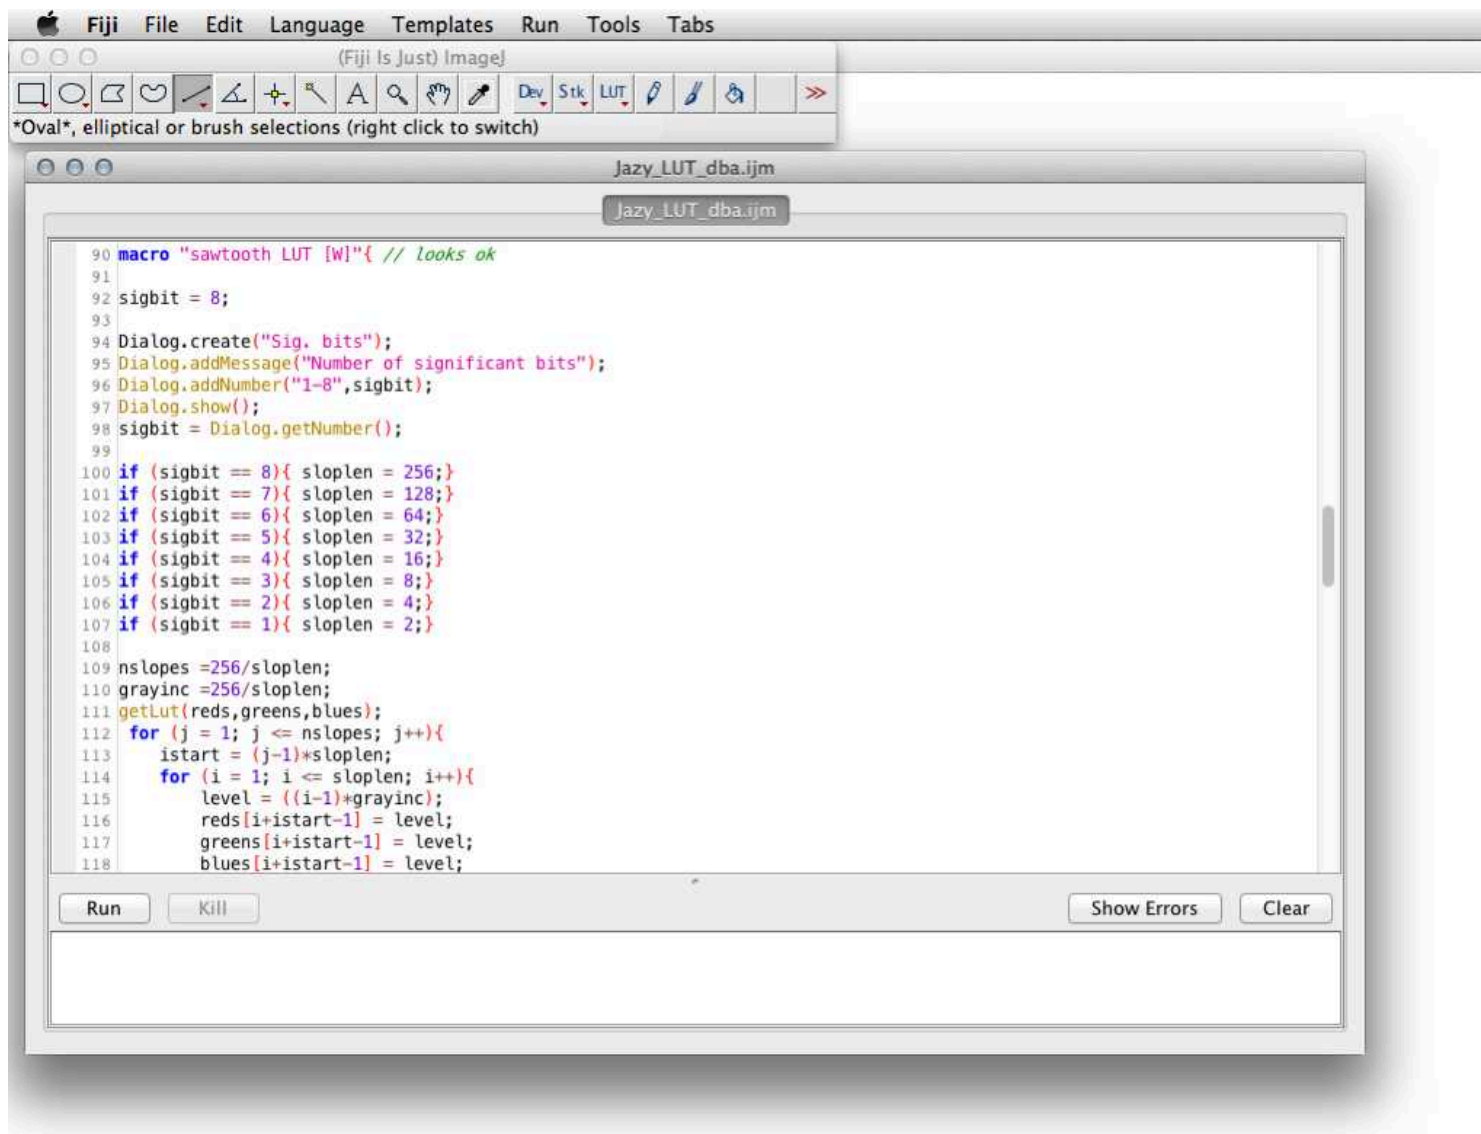 Fiji File Edit Language Templates Run Tools Tabs
(Fiji Is Just) ImageJ
A Dev Stk LUT >>
*Oval*, elliptical or brush selections (right click to switch)
Jazy_LUT_dba.ijm
Jazy_LUT_dba.ijm
90 macro "sawtooth LUT [W]"{ // looks ok
91
92 sigbit = 8;
93
94 Dialog.create("Sig. bits");
95 Dialog.addMessage("Number of significant bits");
96 Dialog.addNumber("1-8",sigbit);
97 Dialog.show();
98 sigbit = Dialog.getNumber();
99
100 if (sigbit == 8){ sloplen = 256;}
101 if (sigbit == 7){ sloplen = 128;}
102 if (sigbit == 6){ sloplen = 64;}
103 if (sigbit == 5){ sloplen = 32;}
104 if (sigbit == 4){ sloplen = 16;}
105 if (sigbit == 3){ sloplen = 8;}
106 if (sigbit == 2){ sloplen = 4;}
107 if (sigbit == 1){ sloplen = 2;}
108
109 nslopes =256/sloplen;
110 grayinc =256/sloplen;
111 getLut(reds,greens,blues);
112 for (j = 1; j <= nslopes; j++){
113 istart = (j-1)*sloplen;
114 for (i = 1; i <= sloplen; i++){
115 level = ((i-1)*grayinc);
116 reds[i+istart-1] = level;
117 greens[i+istart-1] = level;
118 blues[i+istart-1] = level;
Run Kill Show Errors Clear